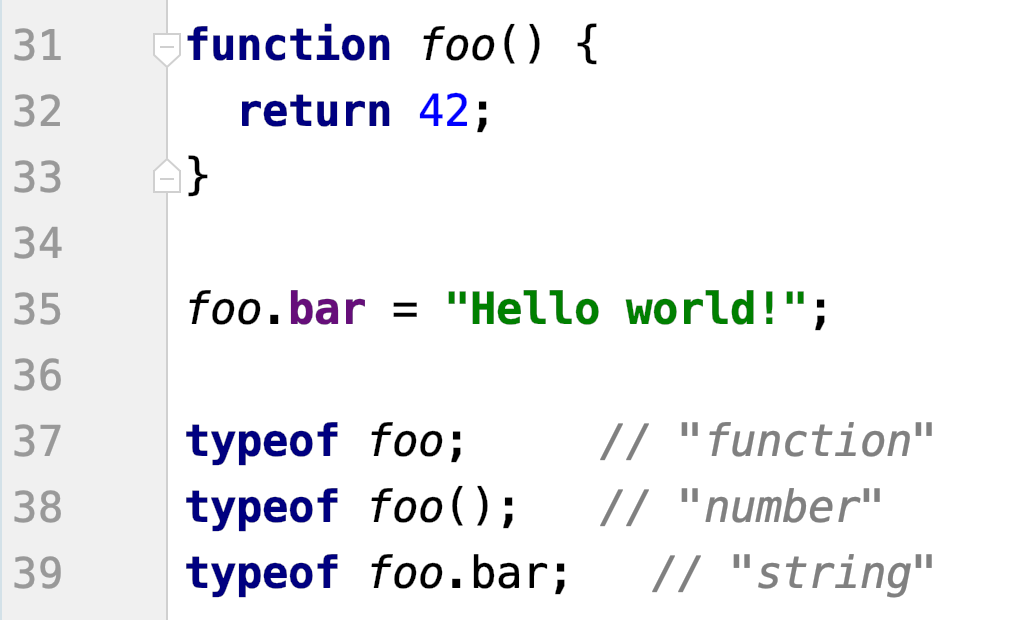 31 function foo() {
32   return 42;
33 }
34
35 foo.bar = "Hello world!";
36
37 typeof foo;     // "function"
38 typeof foo();   // "number"
39 typeof foo.bar;   // "string"